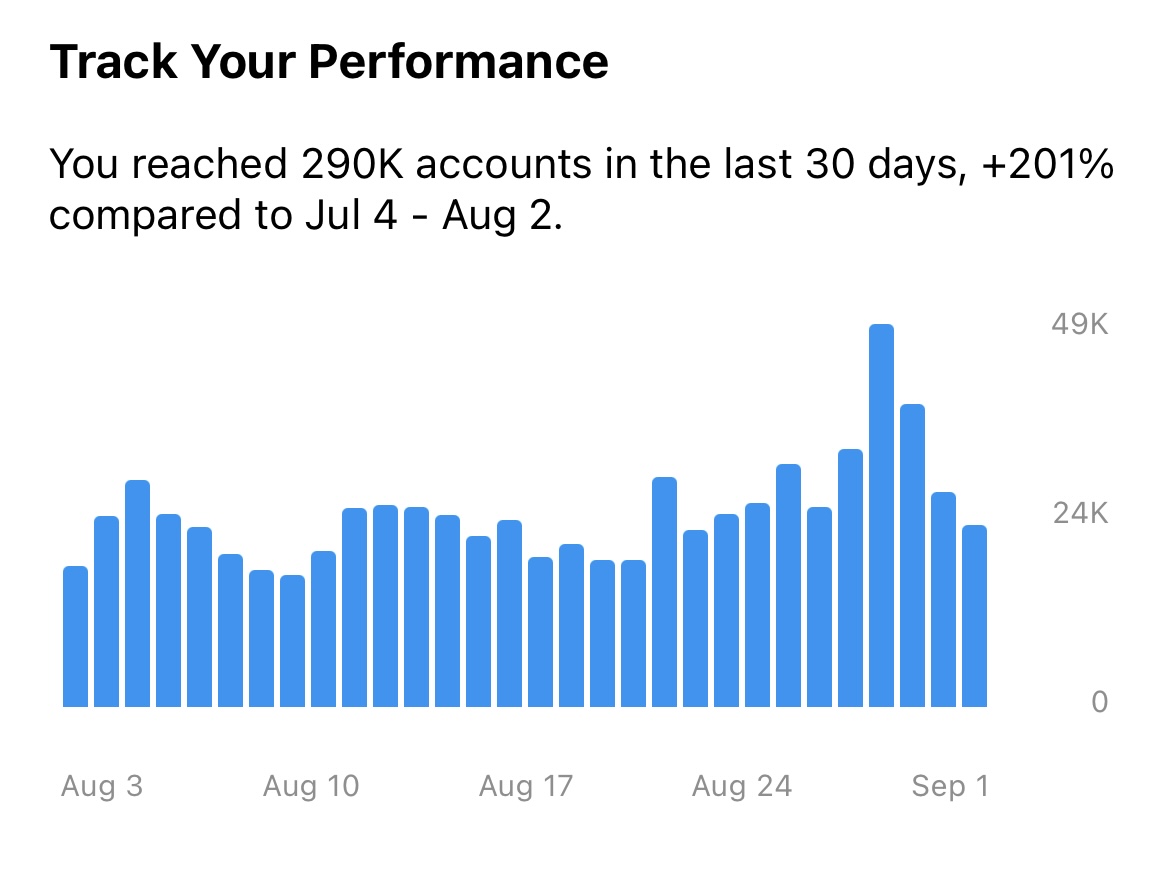 Track Your Performance
You reached 290K accounts in the last 30 days, +201%
compared to Jul 4 - Aug 2.
49K
24K
0
Aug 3
Aug 10
Aug 17
Aug 24
Sep 1